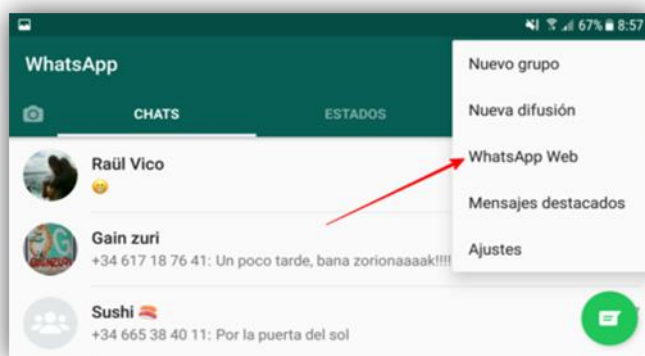 67% 8:57
WhatsApp
Nuevo grupo
CHATS
ESTADOS
Nueva difusión
Raül Vico
WhatsApp Web
Gain zuri
+34 617 18 76 41: Un poco tarde, bana zorionaaaak!!!!
Mensajes destacados
Ajustes
Sushi 🍣
+34 665 38 40 11: Por la puerta del sol